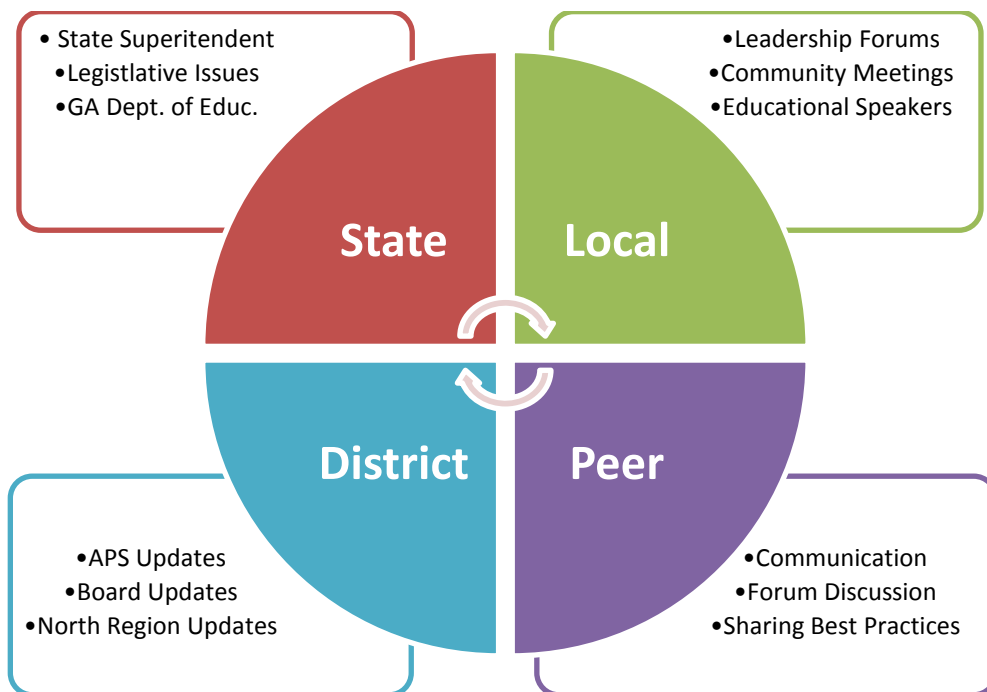 • State Superitendent
•Legistlative Issues
•GA Dept. of Educ.
•Leadership Forums
•Community Meetings
•Educational Speakers
State
Local
District
Peer
•APS Updates
•Board Updates
•North Region Updates
•Communication
•Forum Discussion
•Sharing Best Practices